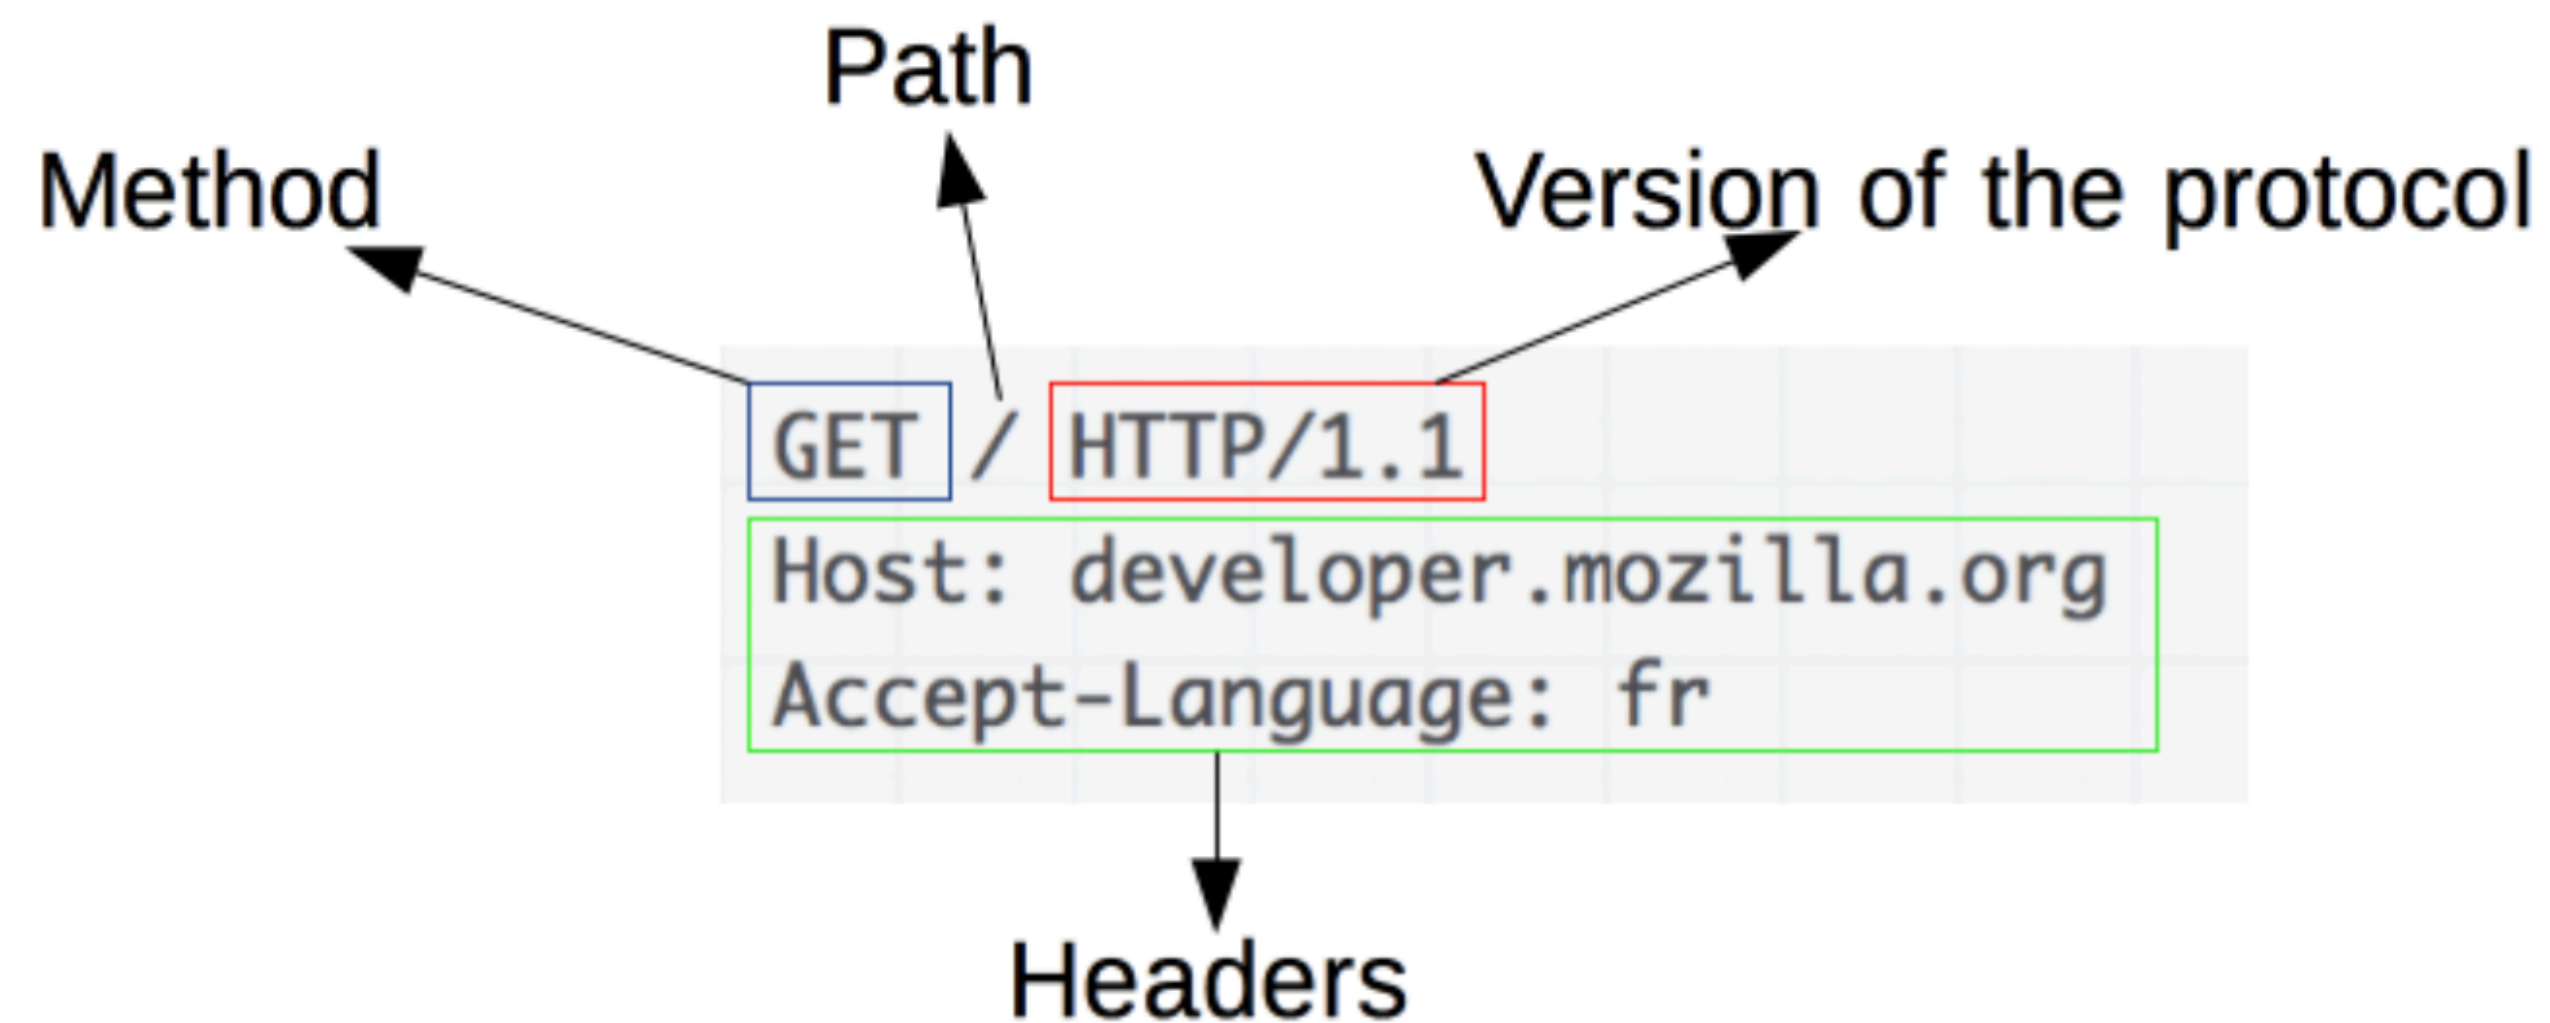 Path
Method
Version of the protocol
GET / HTTP/1.1
Host: developer.mozilla.org
Accept-Language: fr
Headers